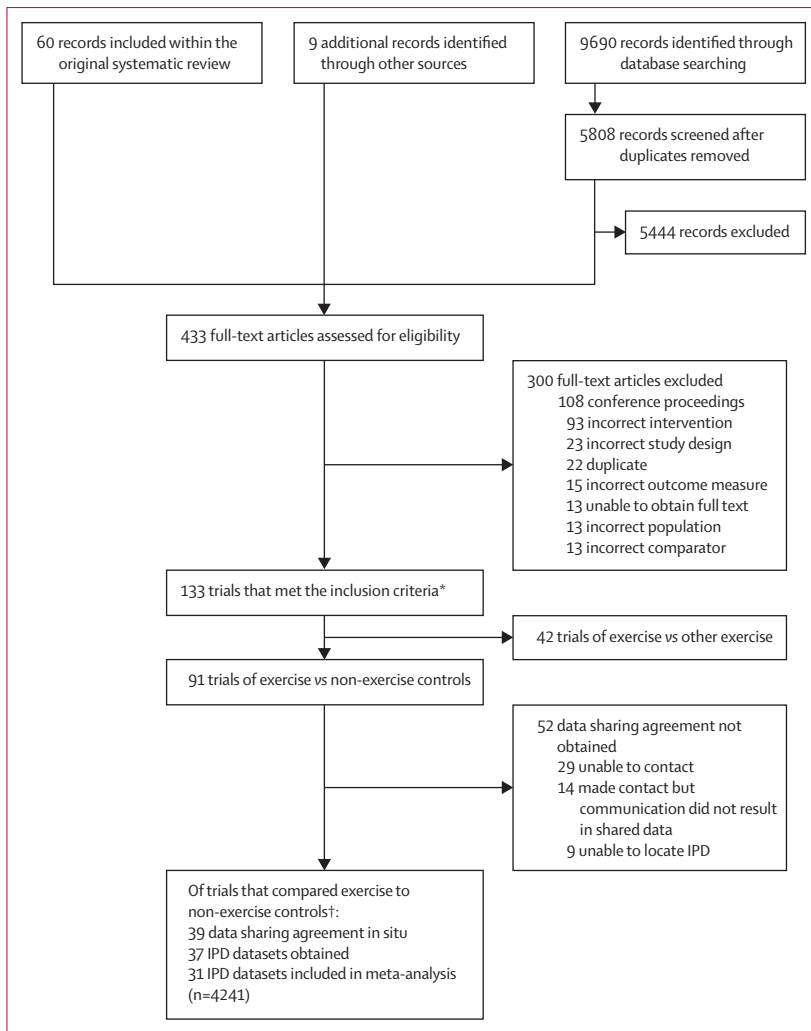 60 records included within the
original systematic review
9 additional records identified
through other sources
9690 records identified through
database searching
5808 records screened after
duplicates removed
5444 records excluded
433 full-text articles assessed for eligibility
300 full-text articles excluded
108 conference proceedings
93 incorrect intervention
23 incorrect study design
22 duplicate
15 incorrect outcome measure
13 unable to obtain full text
13 incorrect population
13 incorrect comparator
133 trials that met the inclusion criteria*
42 trials of exercise vs other exercise
91 trials of exercise vs non-exercise controls
52 data sharing agreement not
obtained
29 unable to contact
14 made contact but
communication did not result
in shared data
9 unable to locate IPD
Of trials that compared exercise to
non-exercise controls†:
39 data sharing agreement in situ
37 IPD datasets obtained
31 IPD datasets included in meta-analysis
(n=4241)